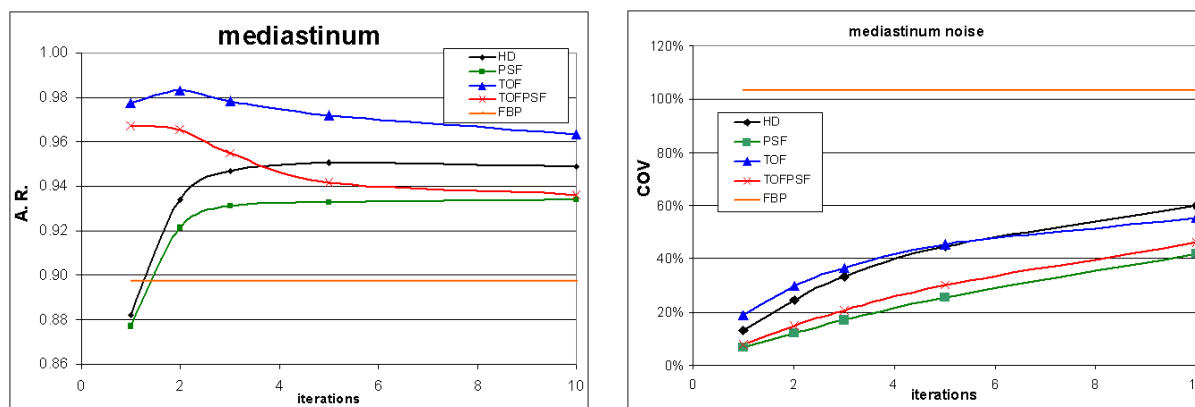 mediastinum
HD
PSF
TOF
TOFPSF
FBP
1.00
0.98
0.96
0.94
0.92
0.90
0.88
0.86
A. R.
0 2 4 6 8 10
iterations
mediastinum noise
HD
PSF
TOF
TOFPSF
FBP
120%
100%
80%
60%
40%
20%
0%
COV
0 2 4 6 8
iterations